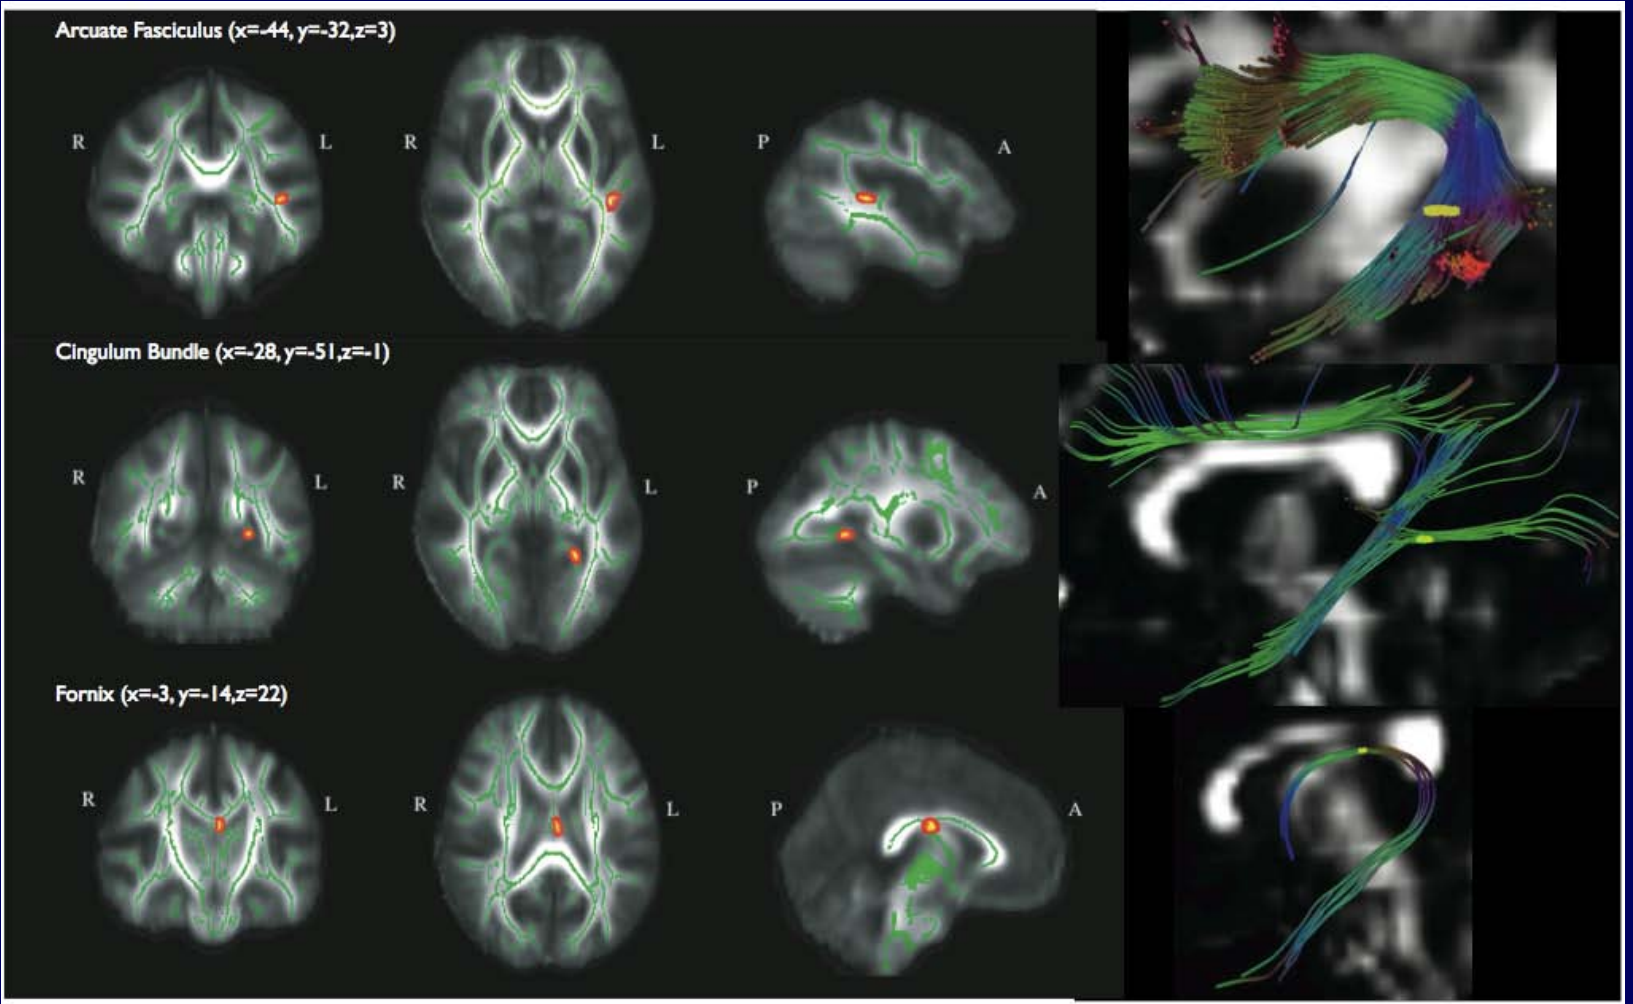 Arcuate Fasciculus (x=-44, y=-32,z=3)
R L R L P A
Cingulum Bundle (x=-28, y=-51,z=-1)
R L R L P A
Fornix (x=-3, y=-14,z=22)
R L R L P A